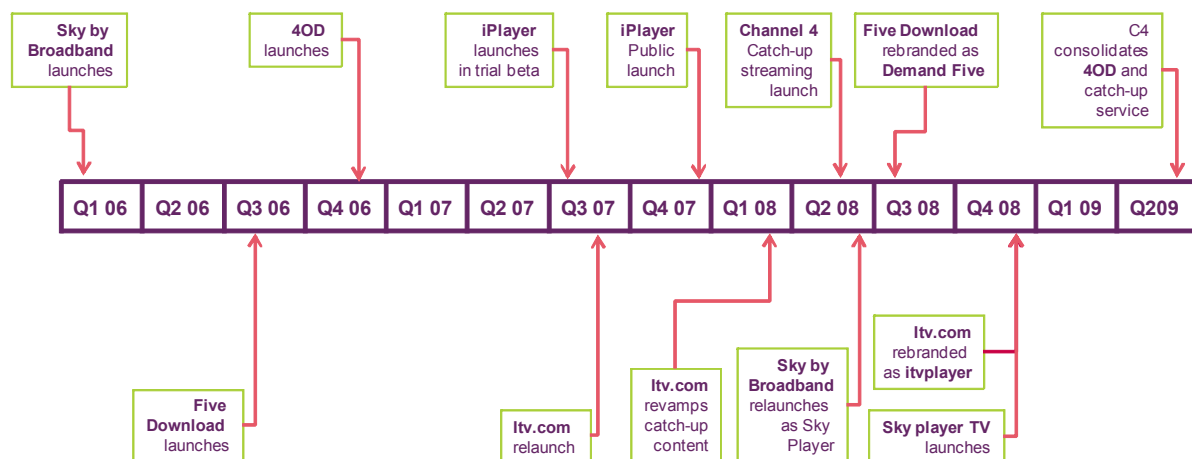 Sky by
Broadband
launches
4OD
launches
iPlayer
launches
in trial beta
iPlayer
Public
launch
Channel 4
Catch-up
streaming
launch
Five Download
rebranded as
Demand Five
C4
consolidates
4OD and
catch-up
service
Q1 06 Q2 06 Q3 06 Q4 06 Q1 07 Q2 07 Q3 07 Q4 07 Q1 08 Q2 08 Q3 08 Q4 08 Q1 09 Q209
Five
Download
launches
Itv.com
relaunch
Itv.com
revamps
catch-up
content
Sky by
Broadband
relaunches
as Sky
Player
Itv.com
rebranded
as itvplayer
Sky player TV
launches